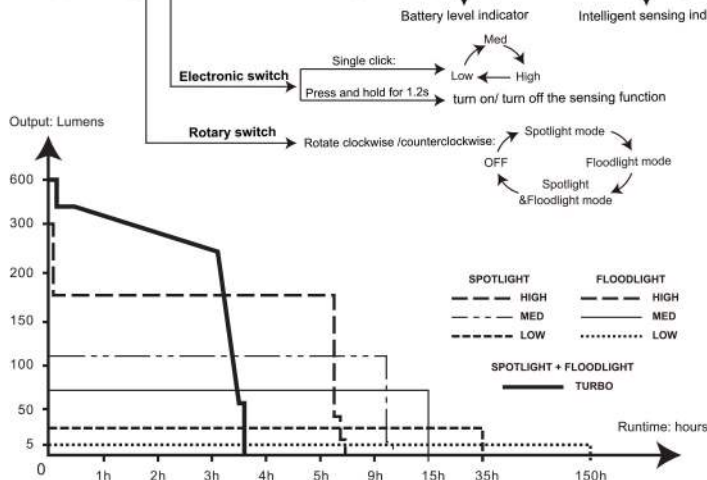 Battery level indicator
Intelligent sensing ind
Med
Single click:
Electronic switch
Low
High
Press and hold for 1.2s
turn on/ turn off the sensing function
Output: Lumens
Rotary switch
Rotate clockwise /counterclockwise:
Spotlight mode
OFF
Floodlight mode
Spotlight
&Floodlight mode
600
300
200
150
100
50
5
0
SPOTLIGHT
FLOODLIGHT
HIGH
HIGH
MED
MED
LOW
LOW
SPOTLIGHT + FLOODLIGHT
TURBO
Runtime: hours
1h
2h
3h
4h
5h
9h
15h
35h
150h